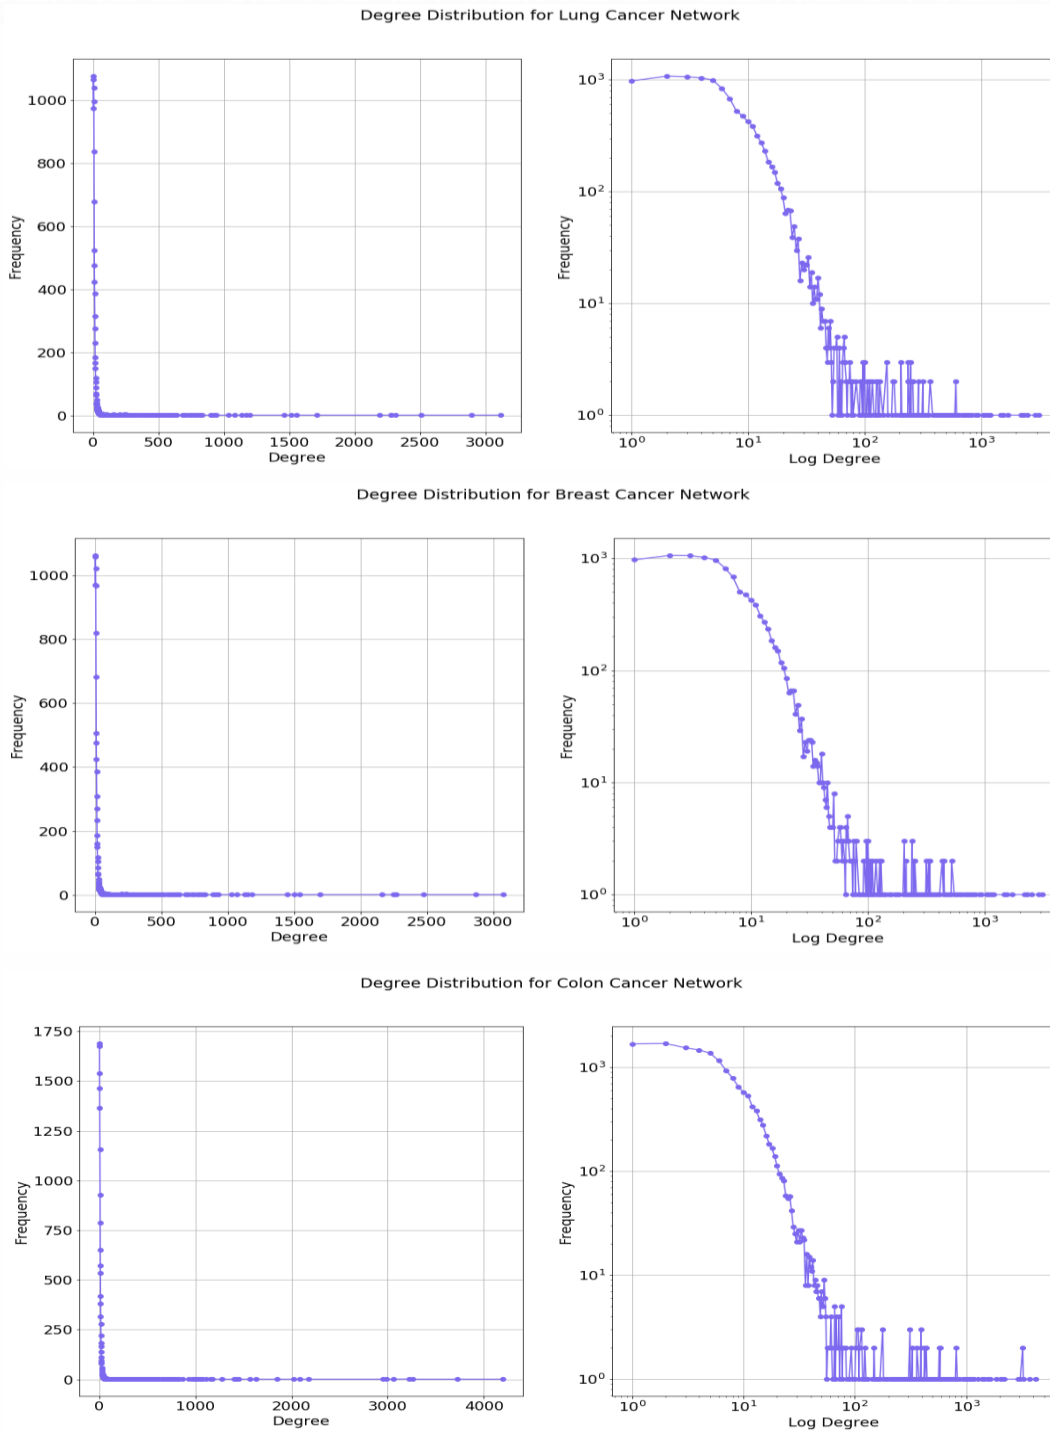 Degree Distribution for Lung Cancer Network
1000
800
600
400
200
0
Frequency
0 500 1000 1500 2000 2500 3000
Degree
10³
10²
10¹
10⁰
Frequency
10⁰ 10¹ 10² 10³
Log Degree
Degree Distribution for Breast Cancer Network
1000
800
600
400
200
0
Frequency
0 500 1000 1500 2000 2500 3000
Degree
10³
10²
10¹
10⁰
Frequency
10⁰ 10¹ 10² 10³
Log Degree
Degree Distribution for Colon Cancer Network
1750
1500
1250
1000
750
500
250
0
Frequency
0 1000 2000 3000 4000
Degree
10³
10²
10¹
10⁰
Frequency
10⁰ 10¹ 10² 10³
Log Degree